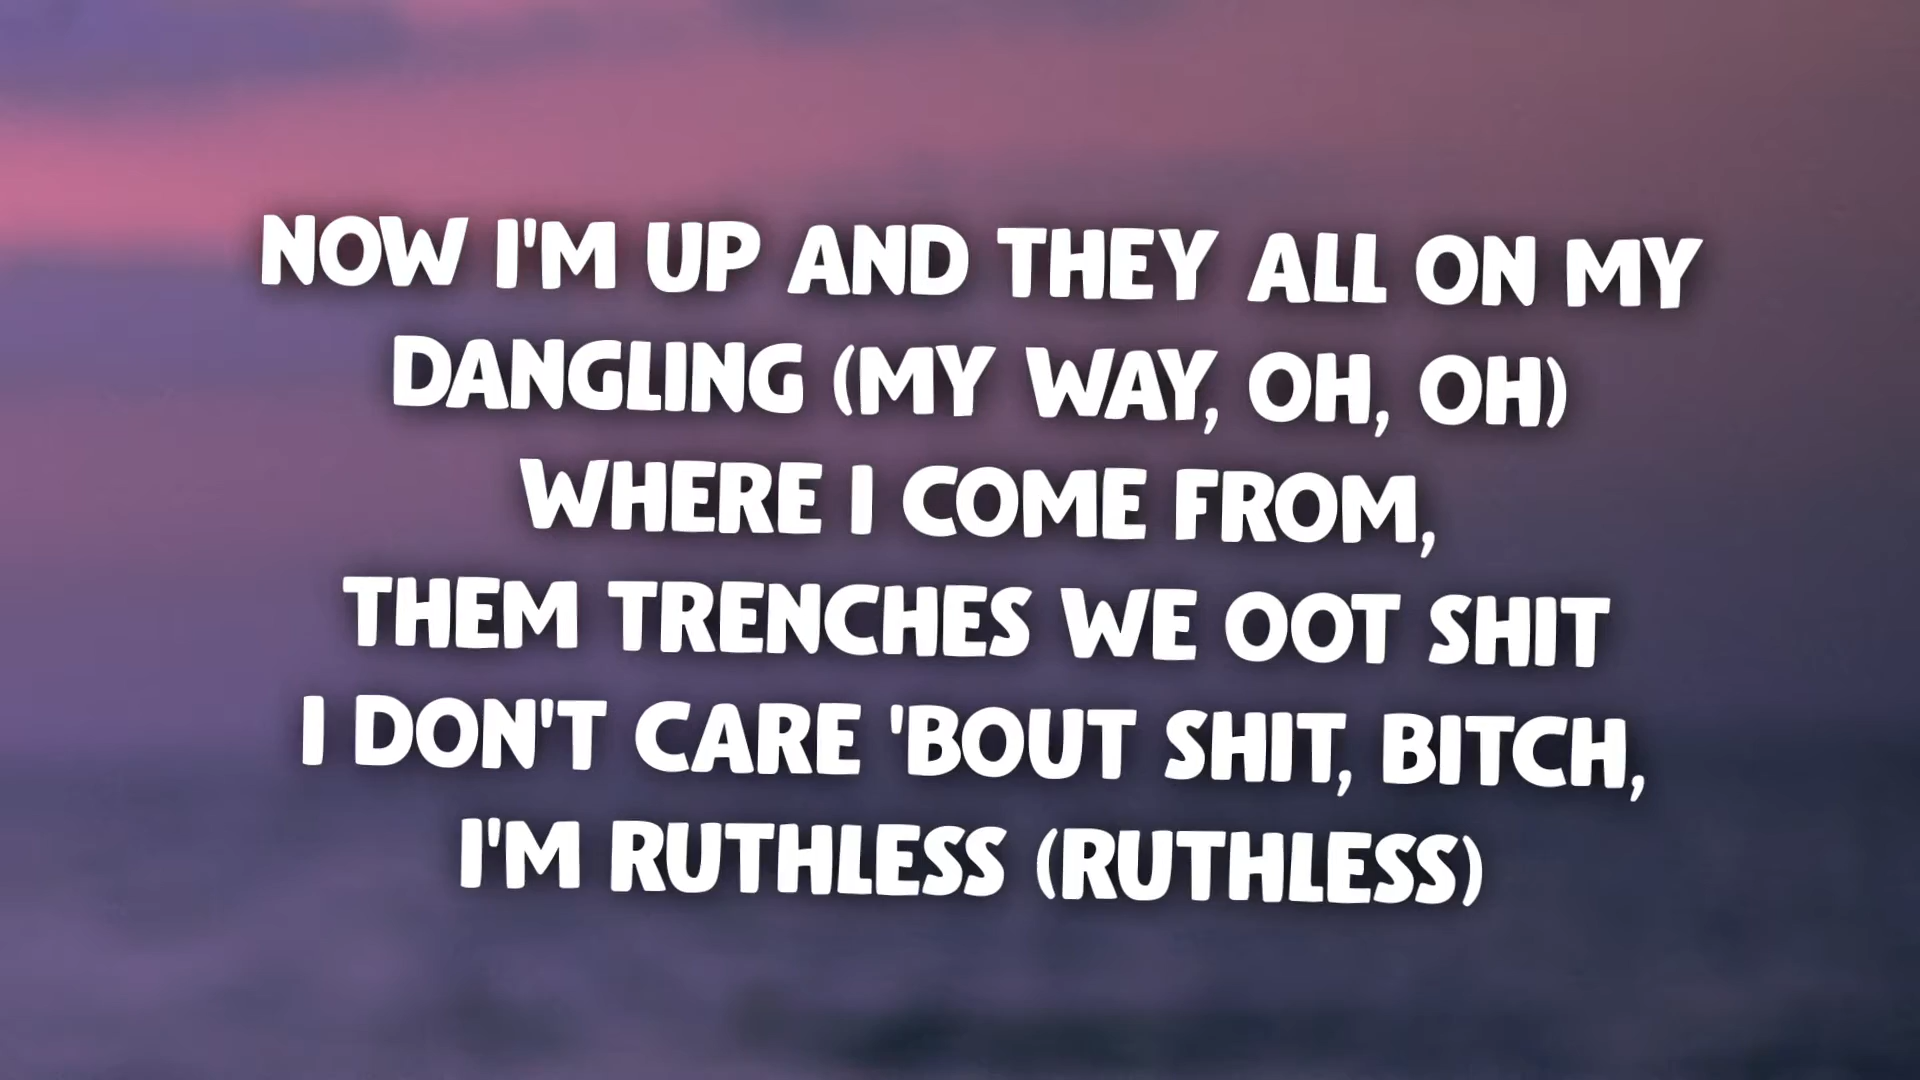 NOW I'M UP AND THEY ALL ON MY
DANGLING (MY WAY, OH, OH)
WHERE I COME FROM,
THEM TRENCHES WE OOT SHIT
I DON'T CARE 'BOUT SHIT, BITCH,
I'M RUTHLESS (RUTHLESS)